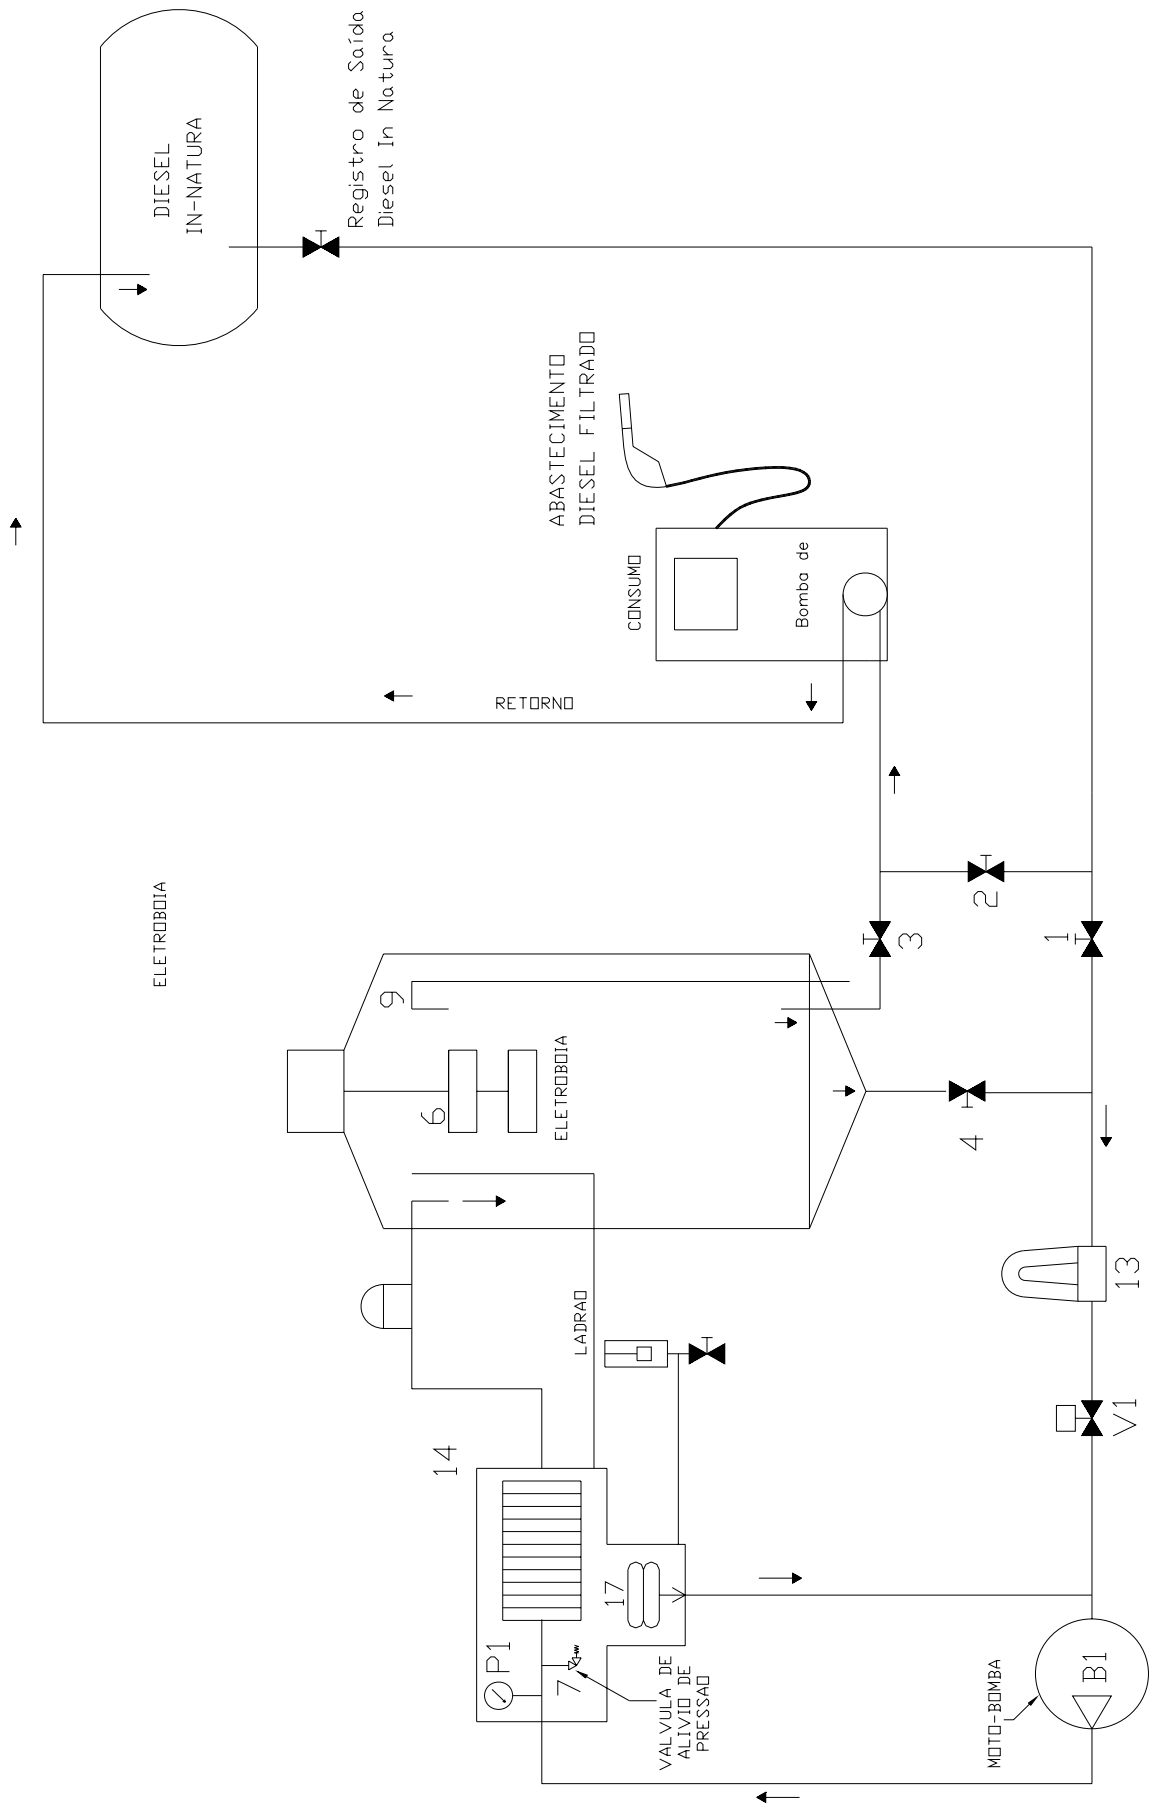 DIESEL
IN-NATURA
Registro de Saída
Diesel In Natura
ABASTECIMENTO
DIESEL FILTRADO
CONSUMO
Bomba de
RETORNO
ELETROBOIA
9
6
ELETROBOIA
3
2
1
4
LADRAO
13
V1
14
17
P1
7
VALVULA DE
ALIVIO DE
PRESSAO
MOTO-BOMBA
B1